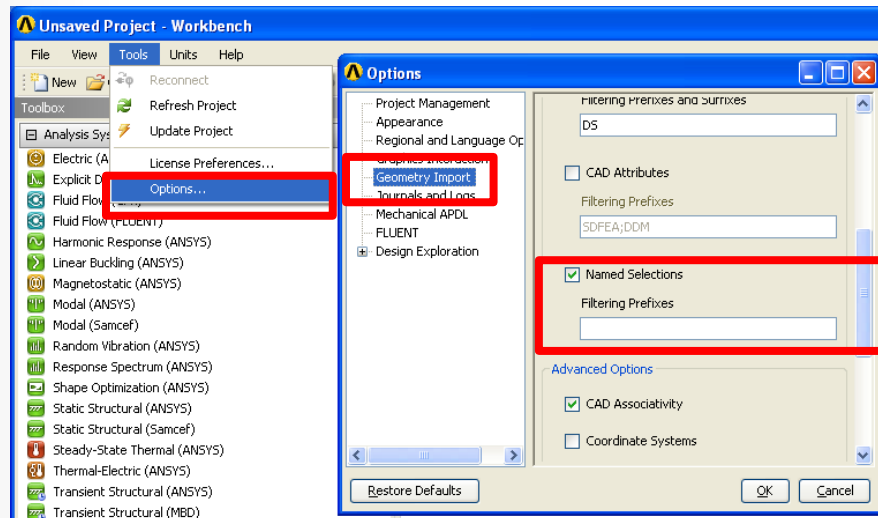 Unsaved Project - Workbench
File View Tools Units Help
New
Reconnect
Refresh Project
Update Project
License Preferences...
Options...
Toolbox
Analysis Sys
Electric (A
Explicit D
Fluid Flow
Fluid Flow (FLUENT)
Harmonic Response (ANSYS)
Linear Buckling (ANSYS)
Magnetostatic (ANSYS)
Modal (ANSYS)
Modal (Samcef)
Random Vibration (ANSYS)
Response Spectrum (ANSYS)
Shape Optimization (ANSYS)
Static Structural (ANSYS)
Static Structural (Samcef)
Steady-State Thermal (ANSYS)
Thermal-Electric (ANSYS)
Transient Structural (ANSYS)
Transient Structural (MBD)
Options
Project Management
Appearance
Regional and Language Op
Graphics Interaction
Geometry Import
Journals and Logs
Mechanical APDL
FLUENT
Design Exploration
Filtering Prefixes and Suffixes
DS
CAD Attributes
Filtering Prefixes
SDFEA;DDM
Named Selections
Filtering Prefixes
Advanced Options
CAD Associativity
Coordinate Systems
Restore Defaults
OK
Cancel